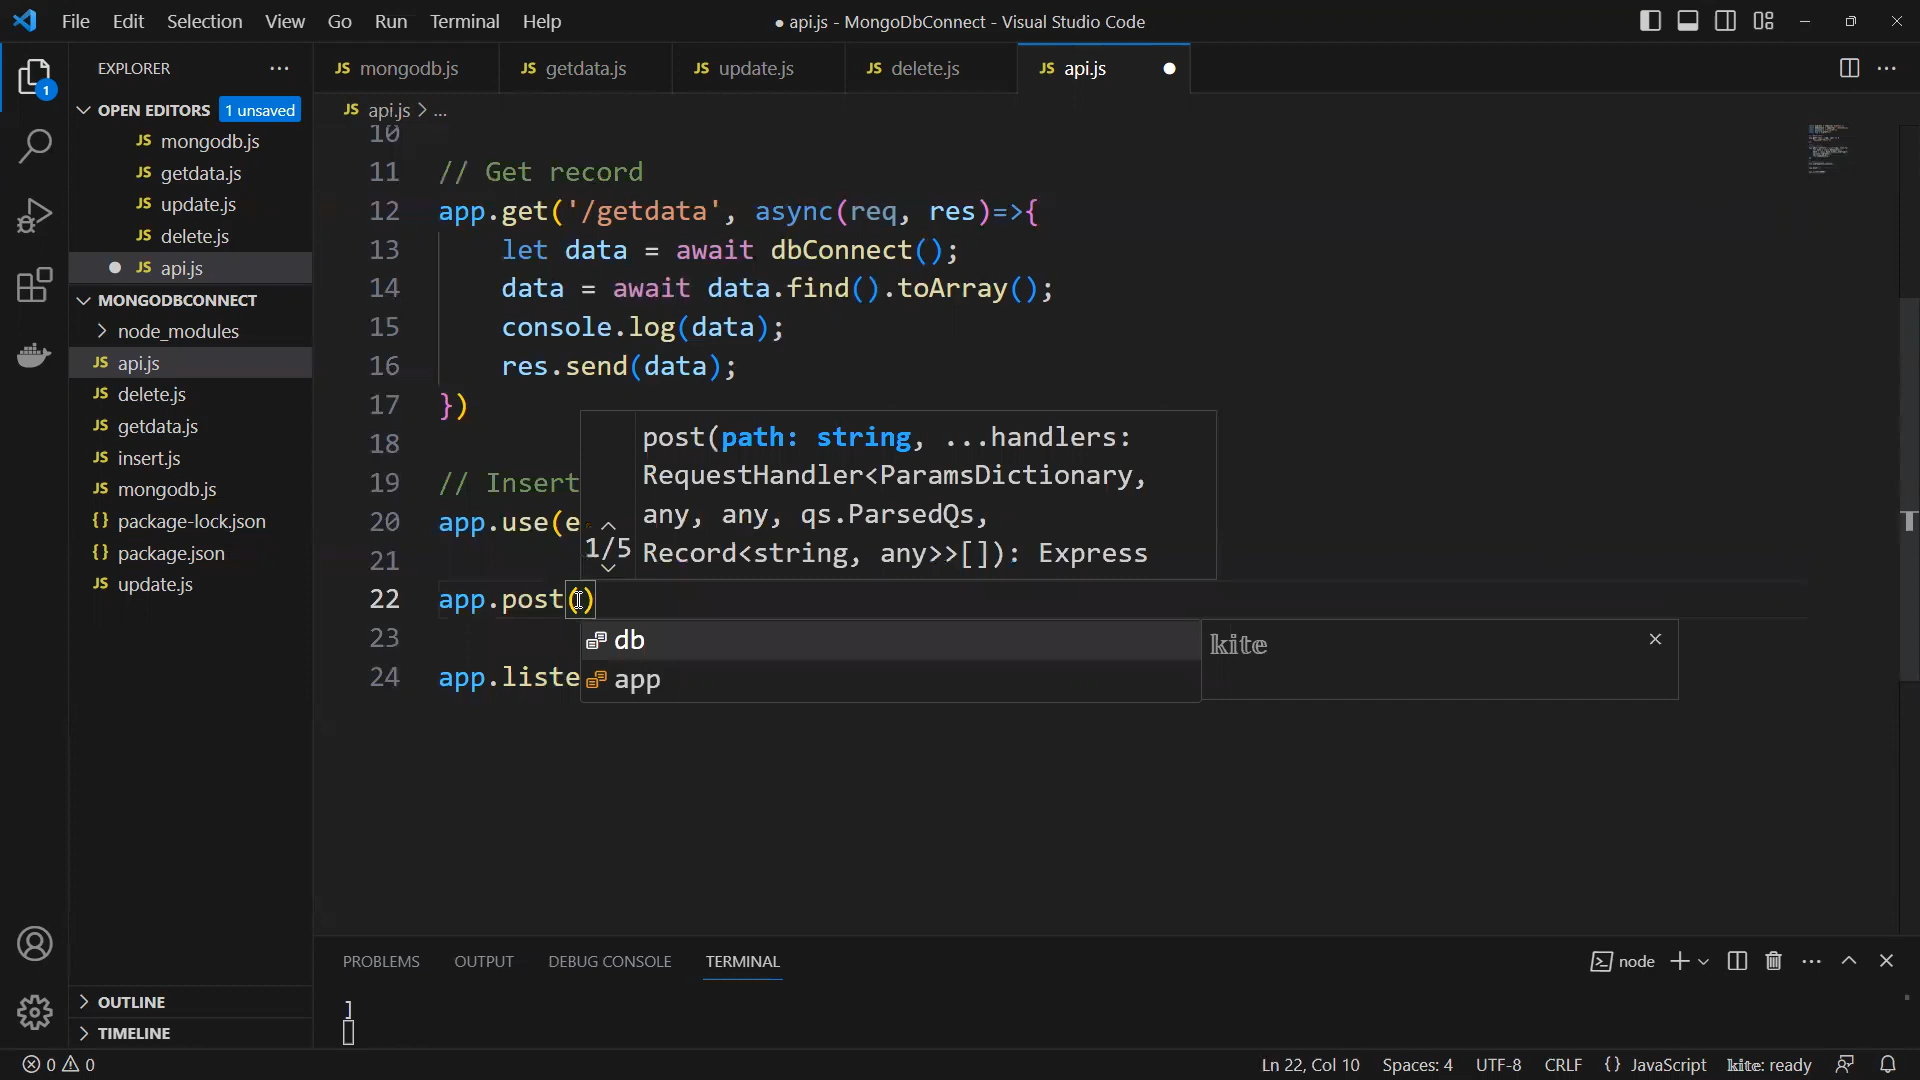 File Edit Selection View Go Run Terminal Help
● api.js - MongoDbConnect - Visual Studio Code
EXPLORER ...
OPEN EDITORS 1 unsaved
JS mongodb.js
JS getdata.js
JS update.js
JS delete.js
● JS api.js
MONGODBCONNECT
node_modules
JS api.js
JS delete.js
JS getdata.js
JS insert.js
JS mongodb.js
{} package-lock.json
{} package.json
JS update.js
OUTLINE
TIMELINE
1
JS mongodb.js JS getdata.js JS update.js JS delete.js JS api.js ●
JS api.js > ...
10
11 // Get record
12 app.get('/getdata', async(req, res)=>{
13 let data = await dbConnect();
14 data = await data.find().toArray();
15 console.log(data);
16 res.send(data);
17 })
18
19 // Insert
20 app.use(e
21
22 app.post()
23
24 app.liste
1/5
post(path: string, ...handlers:
RequestHandler<ParamsDictionary,
any, any, qs.ParsedQs,
Record<string, any>>[]): Express
db
app
kite
PROBLEMS OUTPUT DEBUG CONSOLE TERMINAL
node
]
0 0
Ln 22, Col 10 Spaces: 4 UTF-8 CRLF {} JavaScript kite: ready